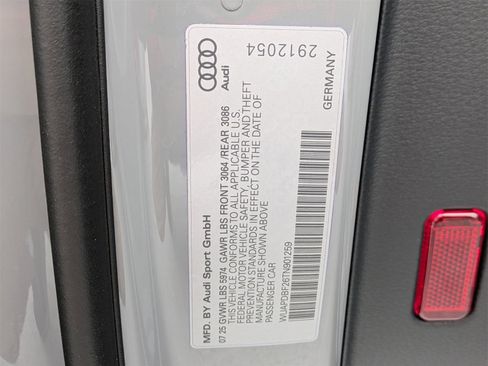 MFD. BY Audi Sport GmbH
07 25 GVWR LBS 5974 GAWR LBS FRONT 3064 /REAR 3086
THIS VEHICLE CONFORMS TO ALL APPLICABLE U.S.
FEDERAL MOTOR VEHICLE SAFETY, BUMPER AND THEFT
PREVENTION STANDARDS IN EFFECT ON THE DATE OF
MANUFACTURE SHOWN ABOVE
PASSENGER CAR
WUAPDBF26TN901259
Audi
2912054
GERMANY